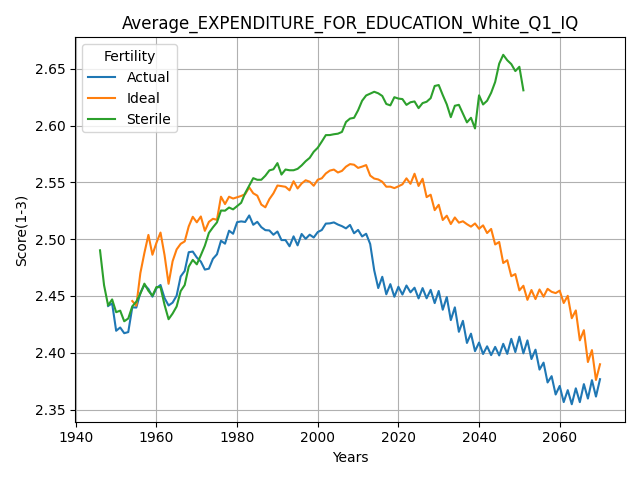 Average_EXPENDITURE_FOR_EDUCATION_White_Q1_IQ
Fertility
Actual
Ideal
Sterile
Score(1-3)
2.65
2.60
2.55
2.50
2.45
2.40
2.35
1940 1960 1980 2000 2020 2040 2060
Years